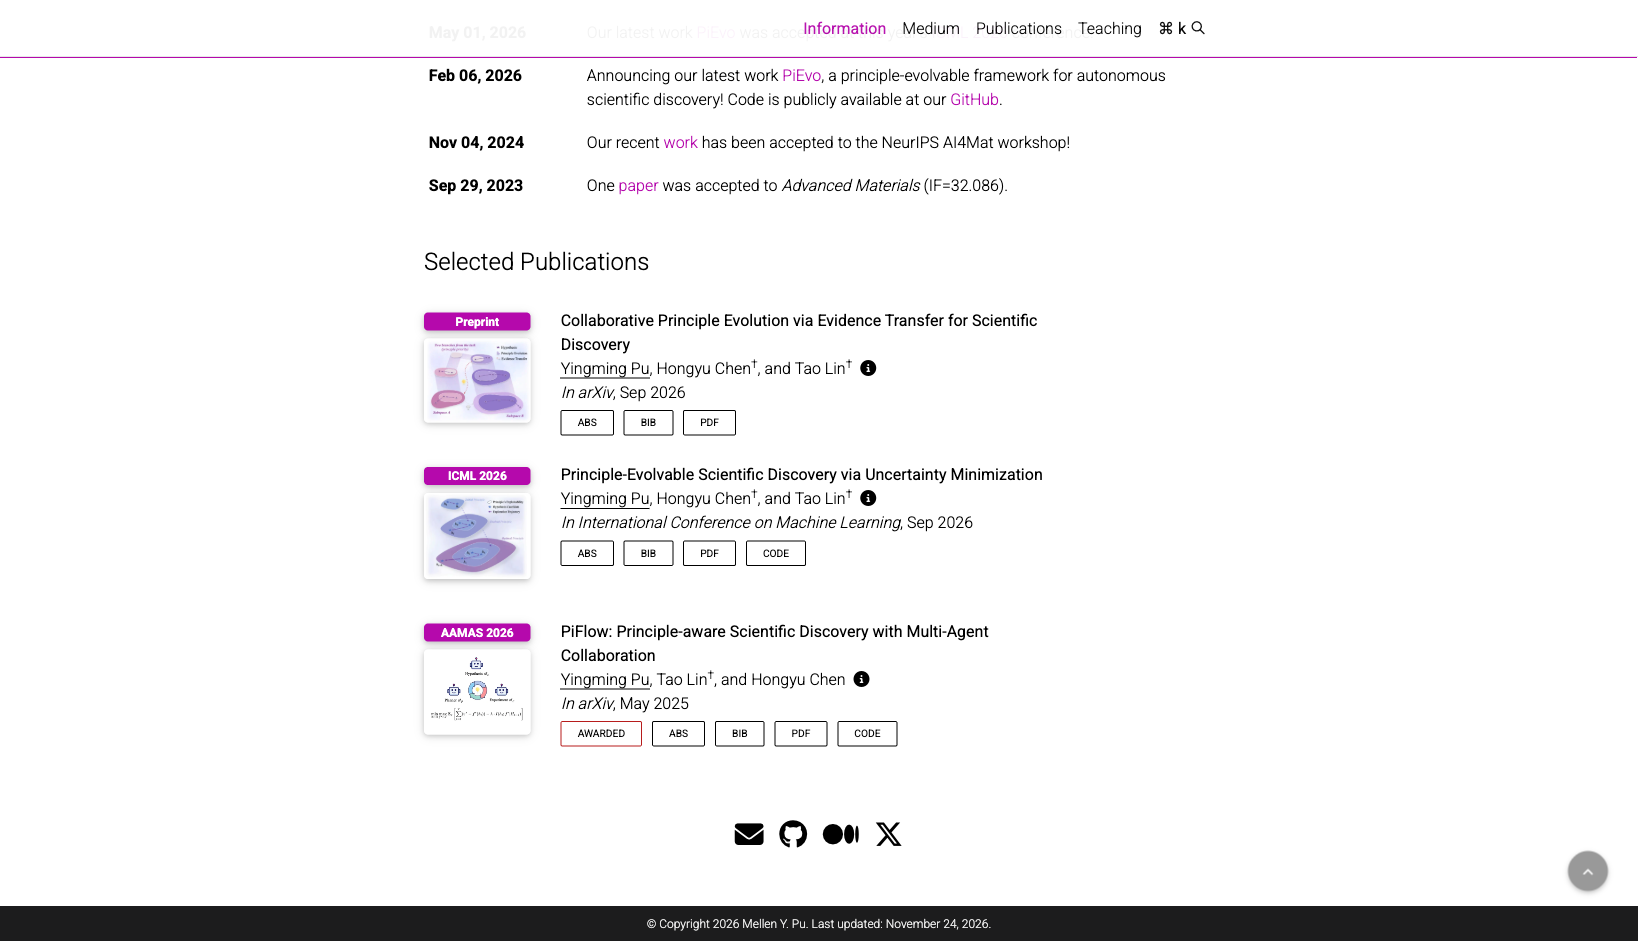 Information Medium Publications Teaching ⌘ k
May 01, 2026 Our latest work PiEvo was
Feb 06, 2026 Announcing our latest work PiEvo, a principle-evolvable framework for autonomous
scientific discovery! Code is publicly available at our GitHub.
Nov 04, 2024 Our recent work has been accepted to the NeurIPS AI4Mat workshop!
Sep 29, 2023 One paper was accepted to Advanced Materials (IF=32.086).
Selected Publications
Preprint
Collaborative Principle Evolution via Evidence Transfer for Scientific
Discovery
Yingming Pu, Hongyu Chen†, and Tao Lin†
In arXiv, Sep 2026
ABS BIB PDF
ICML 2026
Principle-Evolvable Scientific Discovery via Uncertainty Minimization
Yingming Pu, Hongyu Chen†, and Tao Lin†
In International Conference on Machine Learning, Sep 2026
ABS BIB PDF CODE
AAMAS 2026
PiFlow: Principle-aware Scientific Discovery with Multi-Agent
Collaboration
Yingming Pu, Tao Lin†, and Hongyu Chen
In arXiv, May 2025
AWARDED ABS BIB PDF CODE
© Copyright 2026 Mellen Y. Pu. Last updated: November 24, 2026.